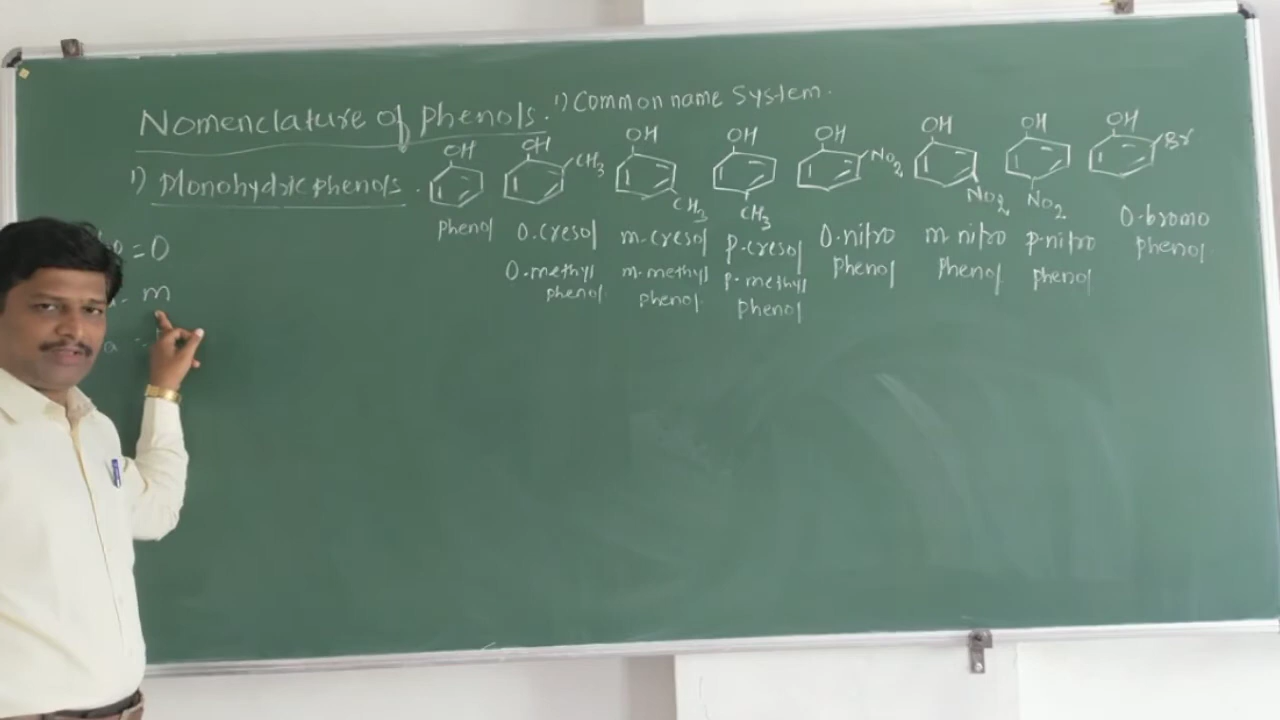 Nomenclature of phenols. 1) Common name System.
1) Monohydric phenols.
OH
OH
CH3
OH
CH3
OH
CH3
OH
NO2
OH
NO2
OH
NO2
OH
Br
phenol
O.cresol
O.methyl
phenol
m.cresol
m.methyl
phenol
p.cresol
p.methyl
phenol
O.nitro
phenol
m.nitro
phenol
p.nitro
phenol
O.bromo
phenol
= O
m